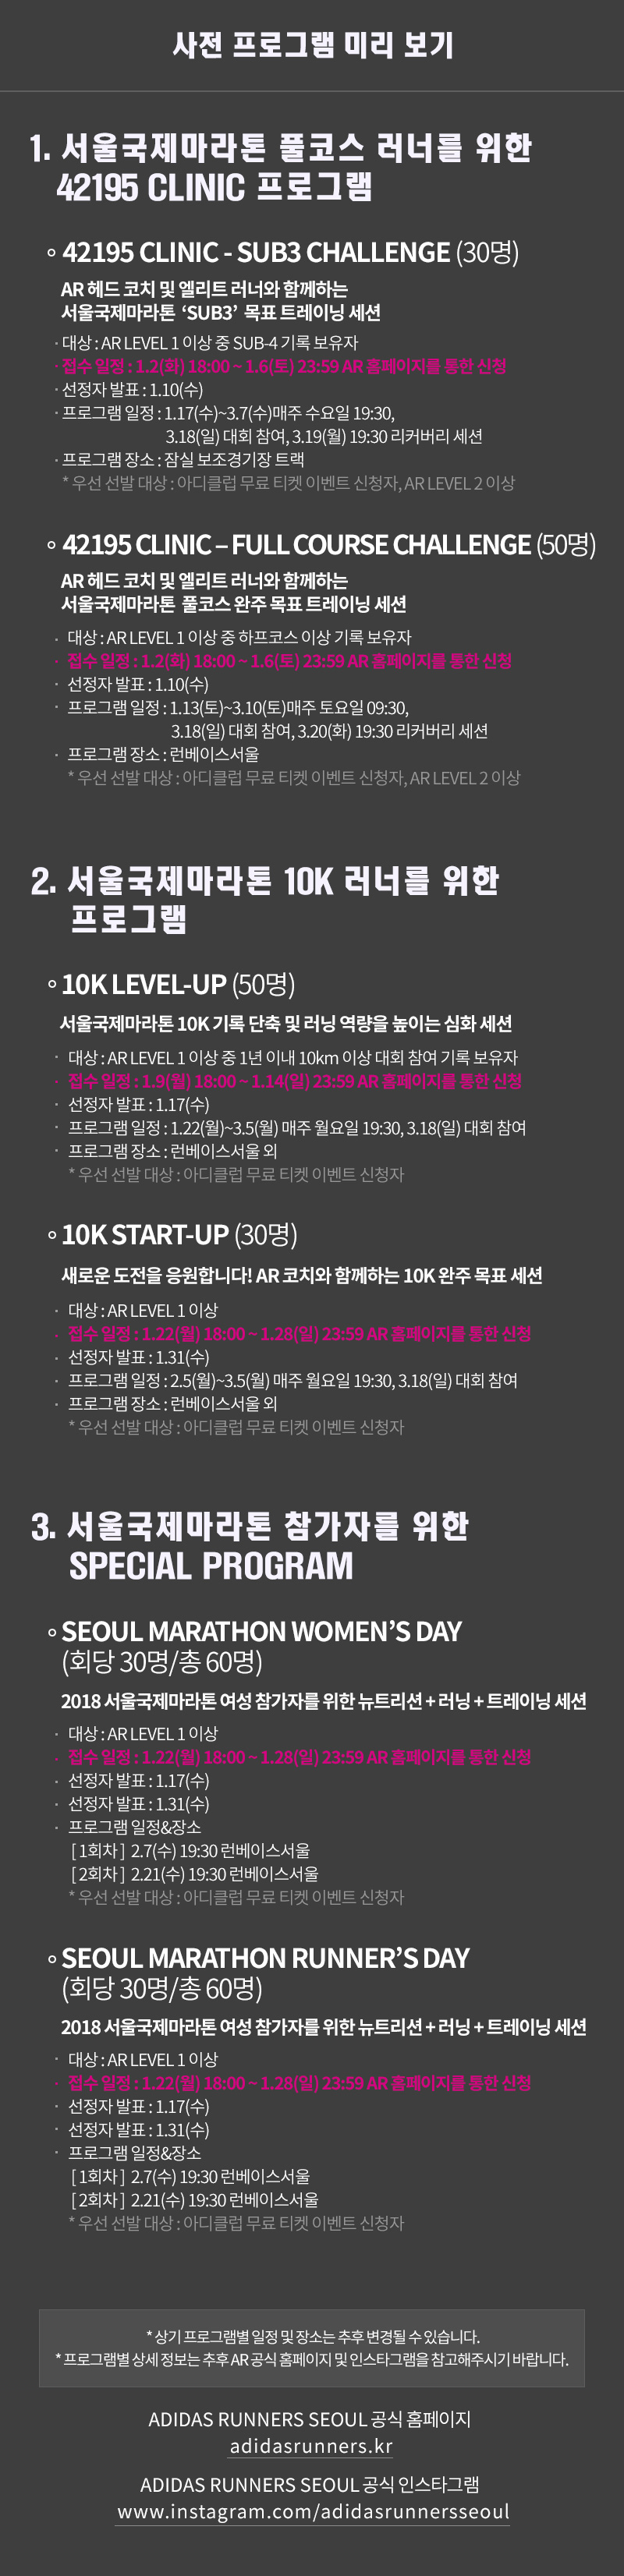 사전 프로그램 미리 보기
1. 서울국제마라톤 풀코스 러너를 위한
42195 CLINIC 프로그램
◦ 42195 CLINIC - SUB3 CHALLENGE (30명)
AR 헤드 코치 및 엘리트 러너와 함께하는
서울국제마라톤 ‘SUB3’ 목표 트레이닝 세션
· 대상 : AR LEVEL 1 이상 중 SUB-4 기록 보유자
· 접수 일정 : 1.2(화) 18:00 ~ 1.6(토) 23:59 AR 홈페이지를 통한 신청
· 선정자 발표 : 1.10(수)
· 프로그램 일정 : 1.17(수)~3.7(수)매주 수요일 19:30,
3.18(일) 대회 참여, 3.19(월) 19:30 리커버리 세션
· 프로그램 장소 : 잠실 보조경기장 트랙
* 우선 선발 대상 : 아디클럽 무료 티켓 이벤트 신청자, AR LEVEL 2 이상
◦ 42195 CLINIC – FULL COURSE CHALLENGE (50명)
AR 헤드 코치 및 엘리트 러너와 함께하는
서울국제마라톤 풀코스 완주 목표 트레이닝 세션
· 대상 : AR LEVEL 1 이상 중 하프코스 이상 기록 보유자
· 접수 일정 : 1.2(화) 18:00 ~ 1.6(토) 23:59 AR 홈페이지를 통한 신청
· 선정자 발표 : 1.10(수)
· 프로그램 일정 : 1.13(토)~3.10(토)매주 토요일 09:30,
3.18(일) 대회 참여, 3.20(화) 19:30 리커버리 세션
· 프로그램 장소 : 런베이스서울
* 우선 선발 대상 : 아디클럽 무료 티켓 이벤트 신청자, AR LEVEL 2 이상
2. 서울국제마라톤 10K 러너를 위한
프로그램
◦ 10K LEVEL-UP (50명)
서울국제마라톤 10K 기록 단축 및 러닝 역량을 높이는 심화 세션
· 대상 : AR LEVEL 1 이상 중 1년 이내 10km 이상 대회 참여 기록 보유자
· 접수 일정 : 1.9(월) 18:00 ~ 1.14(일) 23:59 AR 홈페이지를 통한 신청
· 선정자 발표 : 1.17(수)
· 프로그램 일정 : 1.22(월)~3.5(월) 매주 월요일 19:30, 3.18(일) 대회 참여
· 프로그램 장소 : 런베이스서울 외
* 우선 선발 대상 : 아디클럽 무료 티켓 이벤트 신청자
◦ 10K START-UP (30명)
새로운 도전을 응원합니다! AR 코치와 함께하는 10K 완주 목표 세션
· 대상 : AR LEVEL 1 이상
· 접수 일정 : 1.22(월) 18:00 ~ 1.28(일) 23:59 AR 홈페이지를 통한 신청
· 선정자 발표 : 1.31(수)
· 프로그램 일정 : 2.5(월)~3.5(월) 매주 월요일 19:30, 3.18(일) 대회 참여
· 프로그램 장소 : 런베이스서울 외
* 우선 선발 대상 : 아디클럽 무료 티켓 이벤트 신청자
3. 서울국제마라톤 참가자를 위한
SPECIAL PROGRAM
◦ SEOUL MARATHON WOMEN’S DAY
(회당 30명/총 60명)
2018 서울국제마라톤 여성 참가자를 위한 뉴트리션 + 러닝 + 트레이닝 세션
· 대상 : AR LEVEL 1 이상
· 접수 일정 : 1.22(월) 18:00 ~ 1.28(일) 23:59 AR 홈페이지를 통한 신청
· 선정자 발표 : 1.17(수)
· 선정자 발표 : 1.31(수)
· 프로그램 일정&장소
[ 1회차 ] 2.7(수) 19:30 런베이스서울
[ 2회차 ] 2.21(수) 19:30 런베이스서울
* 우선 선발 대상 : 아디클럽 무료 티켓 이벤트 신청자
◦ SEOUL MARATHON RUNNER’S DAY
(회당 30명/총 60명)
2018 서울국제마라톤 여성 참가자를 위한 뉴트리션 + 러닝 + 트레이닝 세션
· 대상 : AR LEVEL 1 이상
· 접수 일정 : 1.22(월) 18:00 ~ 1.28(일) 23:59 AR 홈페이지를 통한 신청
· 선정자 발표 : 1.17(수)
· 선정자 발표 : 1.31(수)
· 프로그램 일정&장소
[ 1회차 ] 2.7(수) 19:30 런베이스서울
[ 2회차 ] 2.21(수) 19:30 런베이스서울
* 우선 선발 대상 : 아디클럽 무료 티켓 이벤트 신청자
* 상기 프로그램별 일정 및 장소는 추후 변경될 수 있습니다.
* 프로그램별 상세 정보는 추후 AR 공식 홈페이지 및 인스타그램을 참고해주시기 바랍니다.
ADIDAS RUNNERS SEOUL 공식 홈페이지
adidasrunners.kr
ADIDAS RUNNERS SEOUL 공식 인스타그램
www.instagram.com/adidasrunnersseoul